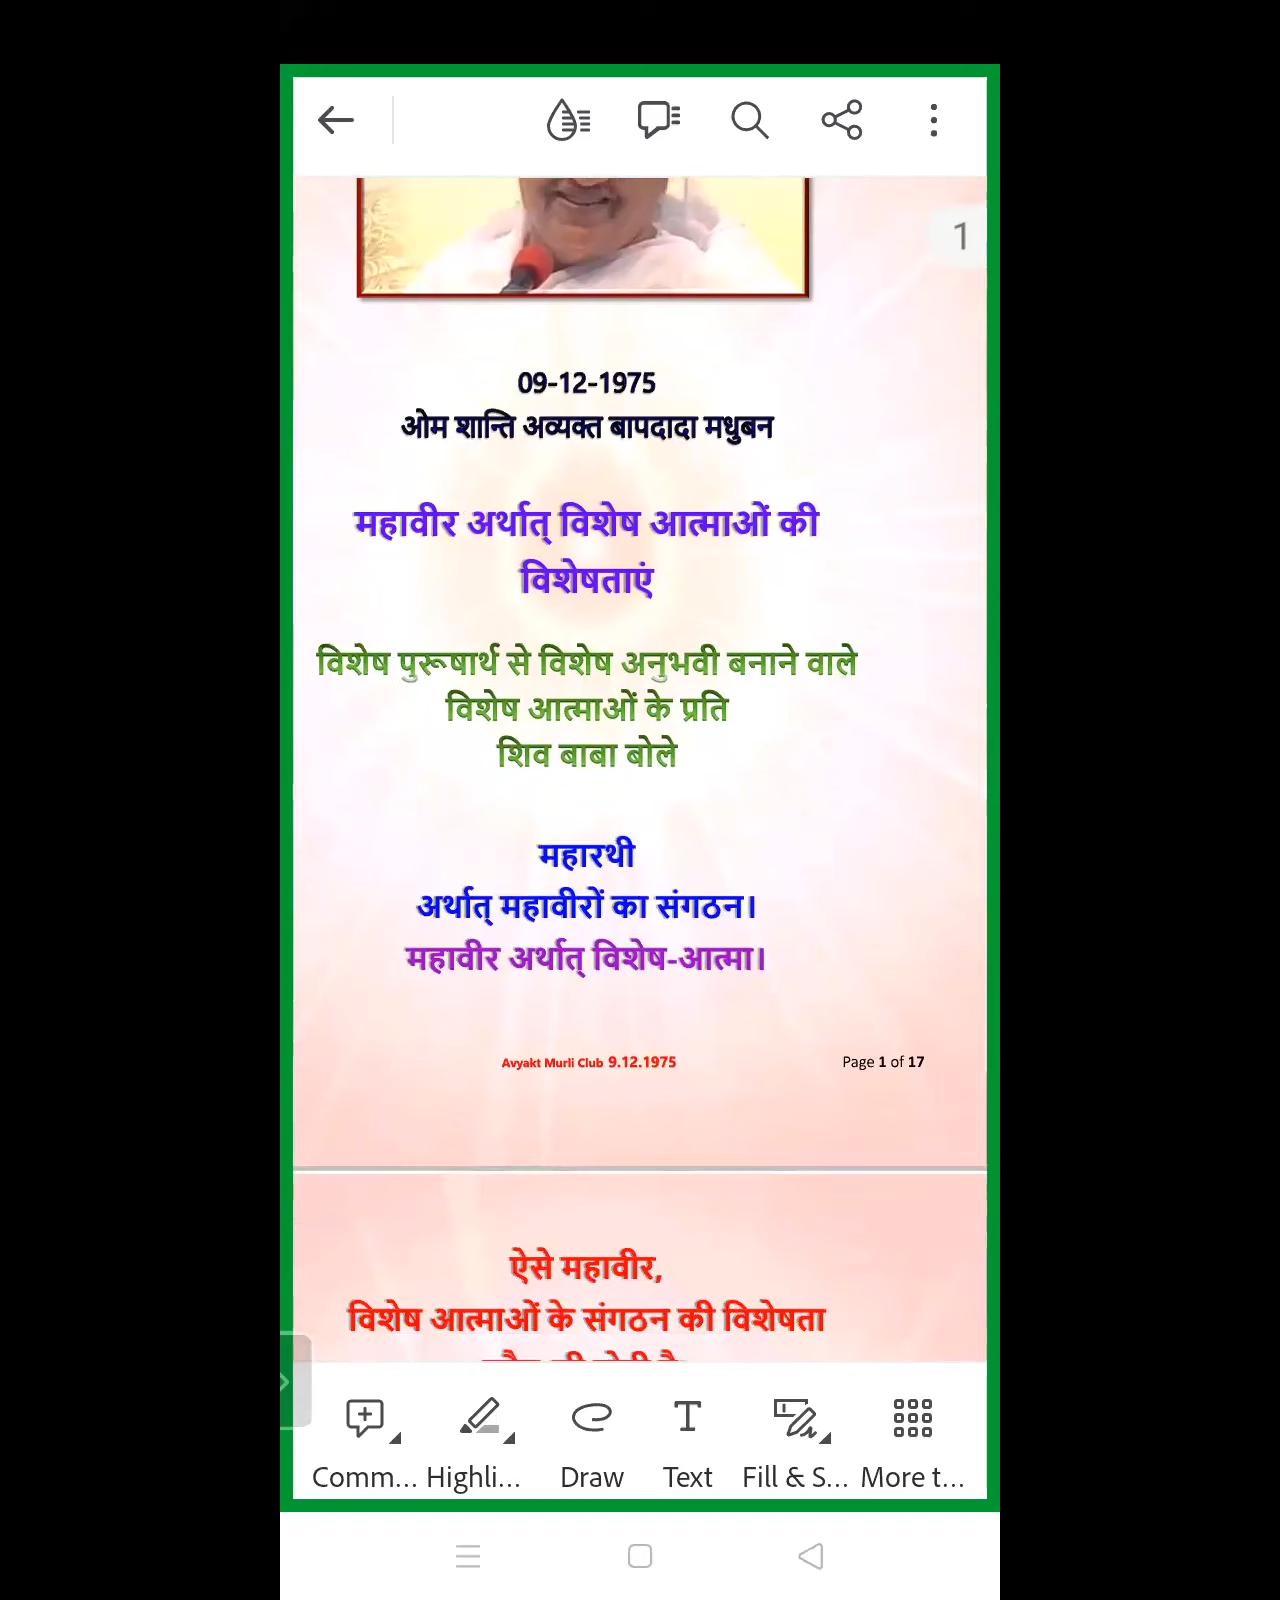 1
09-12-1975
ओम शान्ति अव्यक्त बापदादा मधुबन
महावीर अर्थात् विशेष आत्माओं की
विशेषताएं
विशेष पुरूषार्थ से विशेष अनुभवी बनाने वाले
विशेष आत्माओं के प्रति
शिव बाबा बोले
महारथी
अर्थात् महावीरों का संगठन।
महावीर अर्थात् विशेष-आत्मा।
Avyakt Murli Club 9.12.1975 Page 1 of 17
ऐसे महावीर,
विशेष आत्माओं के संगठन की विशेषता
Comm... Highli... Draw Text Fill & S... More t...